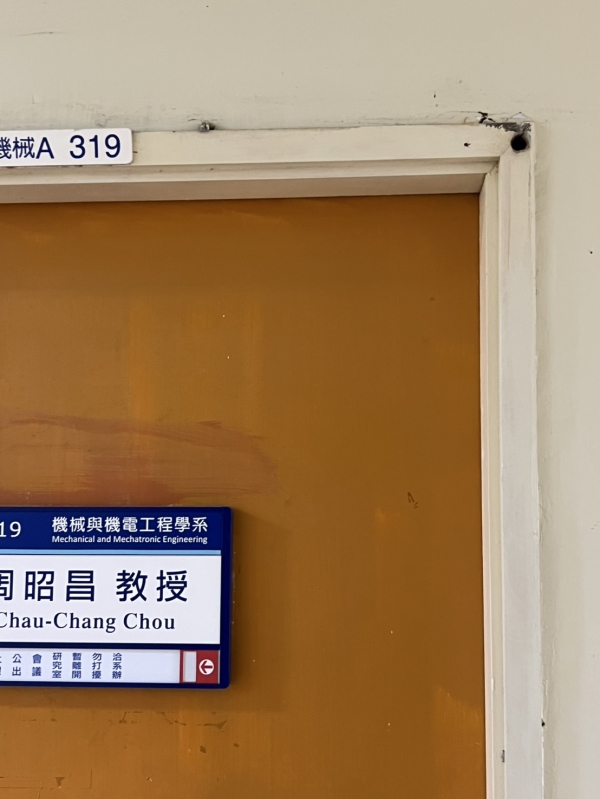 機械A 319
19 機械與機電工程學系
Mechanical and Mechatronic Engineering
周昭昌 教授
Chau-Chang Chou
公出 會議 研究室 暫離開 勿打擾 洽系辦